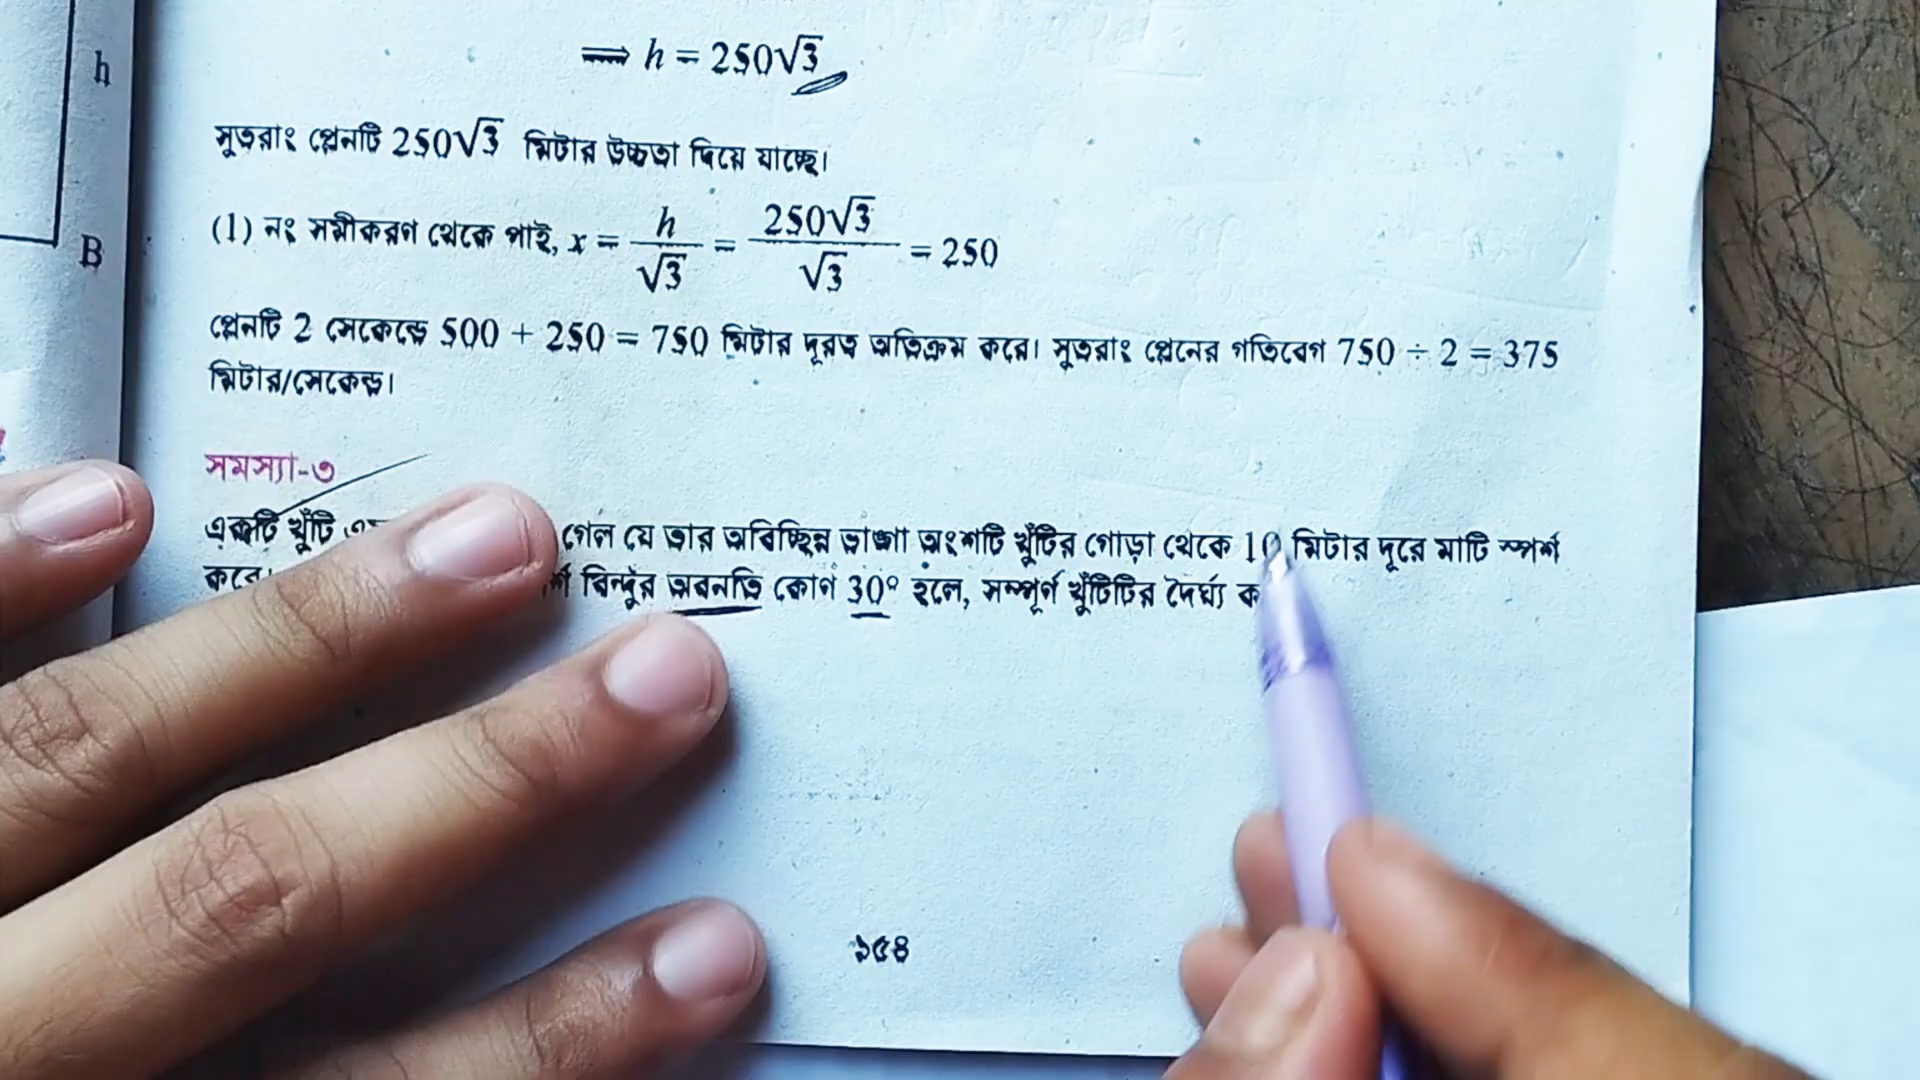 h
⟹ h = 250√3
সুতরাং প্লেনটি 250√3 মিটার উচ্চতা দিয়ে যাচ্ছে।
B
(1) নং সমীকরণ থেকে পাই, x = h/√3 = 250√3/√3 = 250
প্লেনটি 2 সেকেন্ডে 500 + 250 = 750 মিটার দূরত্ব অতিক্রম করে। সুতরাং প্লেনের গতিবেগ 750 ÷ 2 = 375
মিটার/সেকেন্ড।
সমস্যা-৩
একটি খুঁটি গেল যে তার অবিচ্ছিন্ন ভাঙ্গা অংশটি খুঁটির গোড়া থেকে 10 মিটার দূরে মাটি স্পর্শ
বিন্দুর অবনতি কোণ 30° হলে, সম্পূর্ণ খুঁটিটির দৈর্ঘ্য
১৫৪